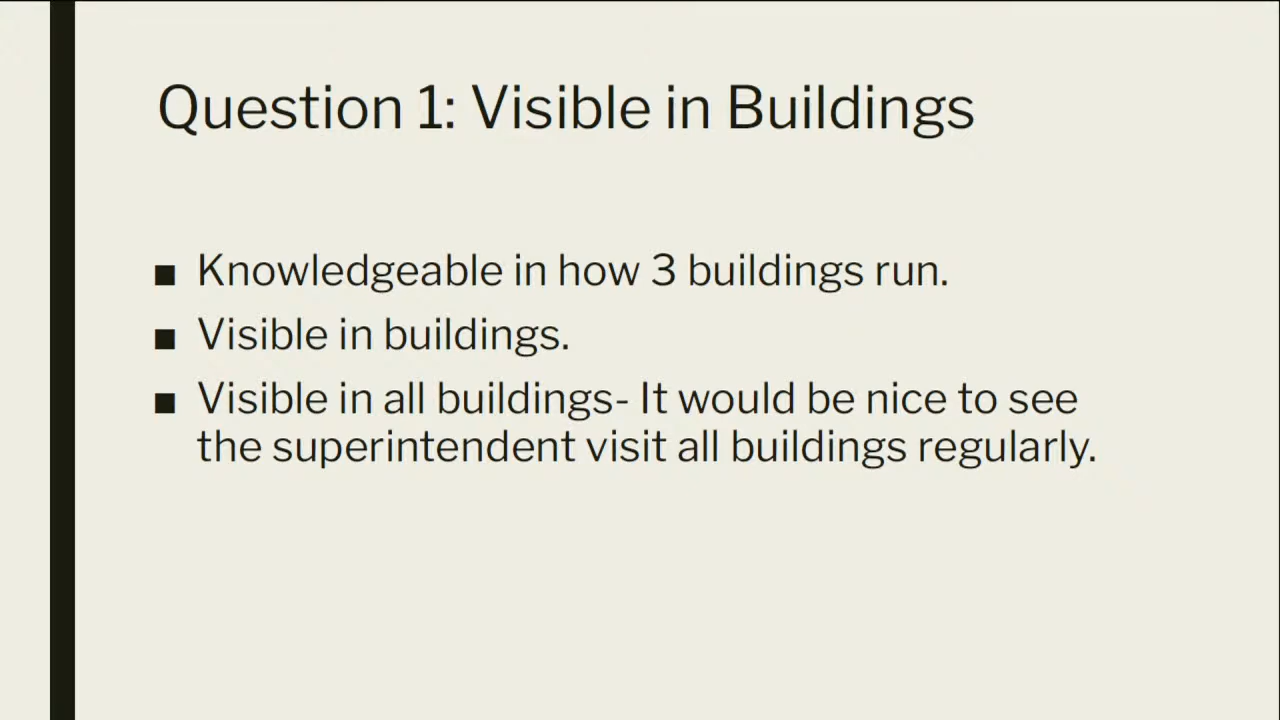 Question 1: Visible in Buildings
■ Knowledgeable in how 3 buildings run.
■ Visible in buildings.
■ Visible in all buildings- It would be nice to see
the superintendent visit all buildings regularly.